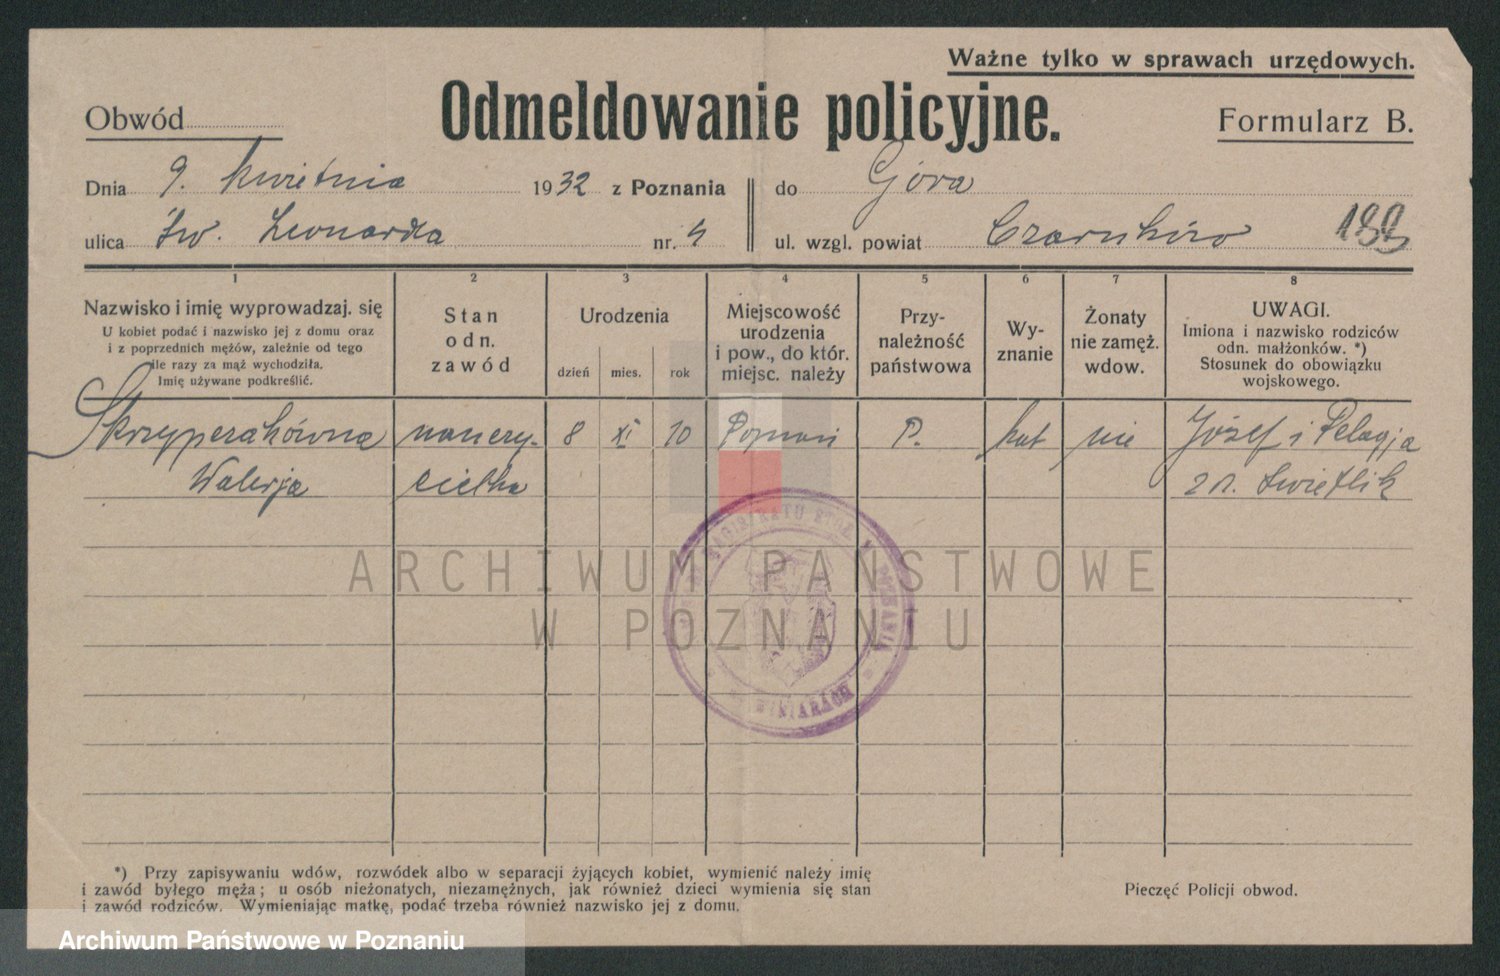 Ważne tylko w sprawach urzędowych.
Odmeldowanie policyjne.
Obwód
Formularz B.
Dnia 9. kwietnia 1932 z Poznania do Góra
ulica Św. Leonarda nr. 4 ul. wzgl. powiat Czarnków
1 2 3 4 5 6 7 8
Nazwisko i imię wyprowadzaj. się
U kobiet podać i nazwisko jej z domu oraz
i z poprzednich mężów, zależnie od tego
ile razy za mąż wychodziła.
Imię używane podkreślić.
Stan
odn.
zawód
Urodzenia
dzień mies. rok
Miejscowość
urodzenia
i pow., do któr.
miejsc. należy
Przy-
należność
państwowa
Wy-
znanie
Żonaty
nie zamęż.
wdow.
UWAGI.
Imiona i nazwisko rodziców
odn. małżonków. *)
Stosunek do obowiązku
wojskowego.
nauczy- 8 XI 10 Poznań P. kat nie Józef i Pelagja
Walerja cielka z d. Świetlik
ARCHIWUM PAŃSTWOWE
W POZNANIU
WINIARACH
*) Przy zapisywaniu wdów, rozwódek albo w separacji żyjących kobiet, wymienić należy imię
i zawód byłego męża; u osób nieżonatych, niezamężnych, jak również dzieci wymienia się stan
i zawód rodziców. Wymieniając matkę, podać trzeba również nazwisko jej z domu.
Pieczęć Policji obwod.
Archiwum Państwowe w Poznaniu